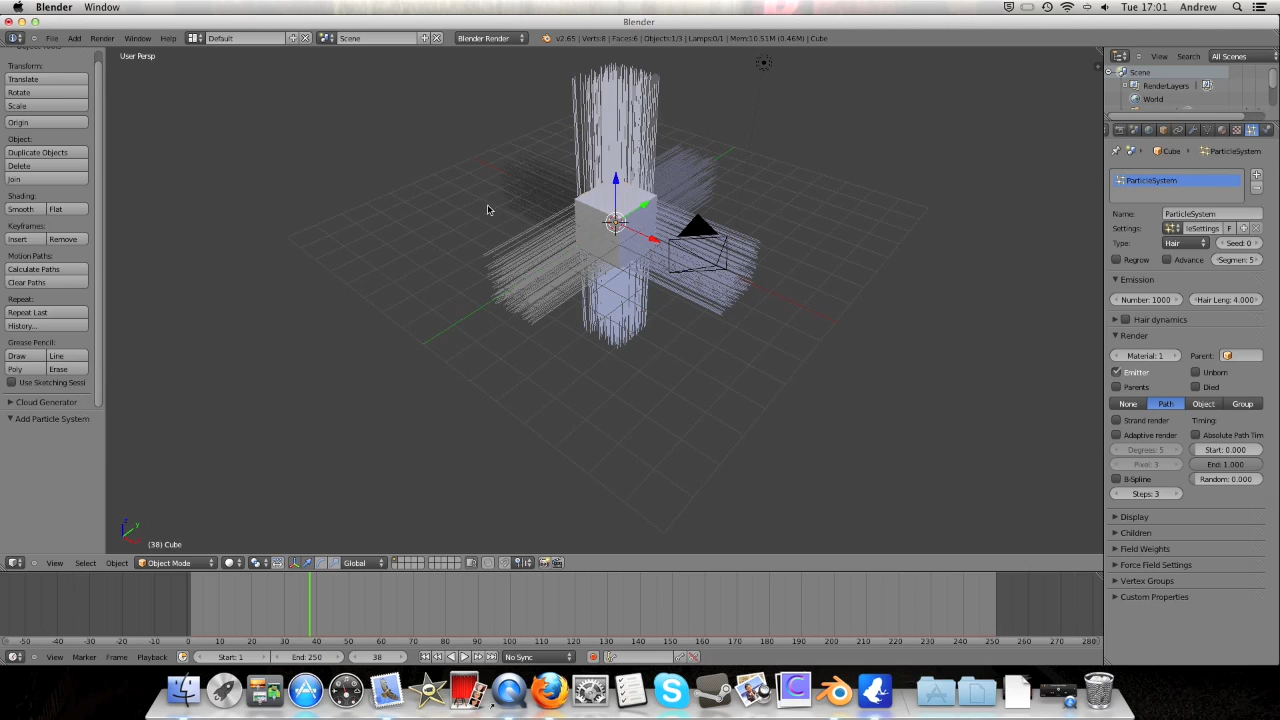 Blender Window Tue 17:01 Andrew
Blender
File Add Render Window Help Default Scene Blender Render v2.65 | Verts:8 | Faces:6 | Objects:1/3 | Lamps:0/1 | Mem:10.51M (0.46M) | Cube View Search All Scenes
User Persp
Transform:
Translate
Rotate
Scale
Origin
Object:
Duplicate Objects
Delete
Join
Shading:
Smooth Flat
Keyframes:
Insert Remove
Motion Paths:
Calculate Paths
Clear Paths
Repeat:
Repeat Last
History...
Grease Pencil:
Draw Line
Poly Erase
Use Sketching Sessi
Cloud Generator
Add Particle System
z
y
(38) Cube
Scene
RenderLayers
World
Cube ParticleSystem
ParticleSystem
Name: ParticleSystem
Settings: leSettings F
Type: Hair Seed: 0
Regrow Advance Segmen: 5
Emission
Number: 1000 Hair Leng: 4.000
Hair dynamics
Render
Material: 1 Parent:
Emitter Unborn
Parents Died
None Path Object Group
Strand render Timing:
Adaptive render Absolute Path Tim
Degrees: 5 Start: 0.000
Pixel: 3 End: 1.000
B-Spline Random: 0.000
Steps: 3
Display
Children
Field Weights
Force Field Settings
Vertex Groups
Custom Properties
View Select Object Object Mode Global
-50 -40 -30 -20 -10 0 10 20 30 40 50 60 70 80 90 100 110 120 130 140 150 160 170 180 190 200 210 220 230 240 250 260 270 280
View Marker Frame Playback Start: 1 End: 250 38 No Sync